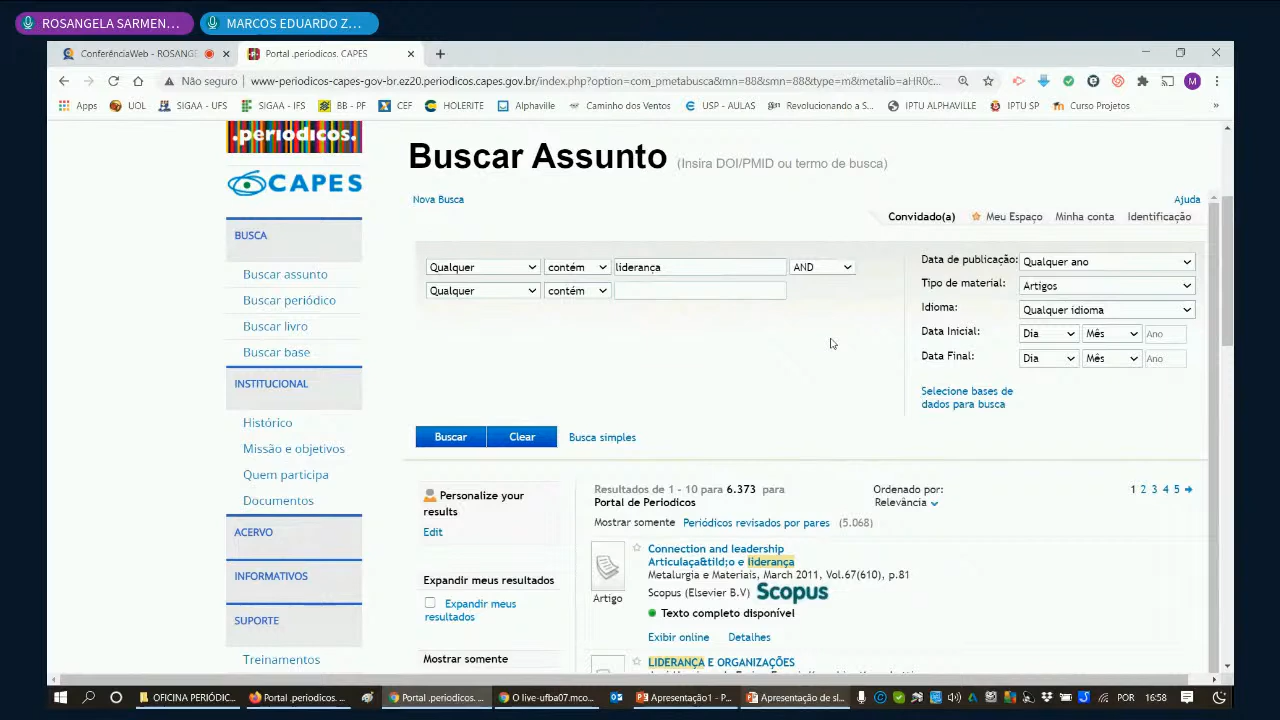 ROSANGELA SARMEN...
MARCOS EDUARDO Z...
ConferênciaWeb - ROSANGE
Portal .periodicos. CAPES
Não seguro
www-periodicos-capes-gov-br.ez20.periodicos.capes.gov.br/index.php?option=com_pmetabusca&mn=88&smn=88&type=m&metalib=aHR0c...
M
Apps
UOL
SIGAA - UFS
SIGAA - IFS
BB - PF
CEF
HOLERITE
Alphaville
Caminho dos Ventos
USP - AULAS
Revolucionando a S...
IPTU ALPHAVILLE
IPTU SP
Curso Projetos
.periodicos.
CAPES
BUSCA
Buscar assunto
Buscar periódico
Buscar livro
Buscar base
INSTITUCIONAL
Histórico
Missão e objetivos
Quem participa
Documentos
ACERVO
INFORMATIVOS
SUPORTE
Treinamentos
Buscar Assunto (Insira DOI/PMID ou termo de busca)
Nova Busca
Ajuda
Convidado(a)
Meu Espaço
Minha conta
Identificação
Qualquer contém liderança AND
Qualquer contém
Data de publicação: Qualquer ano
Tipo de material: Artigos
Idioma: Qualquer idioma
Data Inicial: Dia Mês Ano
Data Final: Dia Mês Ano
Selecione bases de
dados para busca
Buscar
Clear
Busca simples
Personalize your
results
Edit
Expandir meus resultados
Expandir meus
resultados
Mostrar somente
Resultados de 1 - 10 para 6.373 para
Portal de Periodicos
Ordenado por:
Relevância
1 2 3 4 5
Mostrar somente Periódicos revisados por pares (5.068)
Artigo
Connection and leadership
Articulaça&tild;o e liderança
Metalurgia e Materiais, March 2011, Vol.67(610), p.81
Scopus (Elsevier B.V) Scopus
Texto completo disponível
Exibir online
Detalhes
LIDERANÇA E ORGANIZAÇÕES
OFICINA PERIÓDIC...
Portal .periodicos. ...
Portal .periodicos. ...
O live-ufba07.mco...
Apresentação1 - P...
Apresentação de sl...
POR
16:58